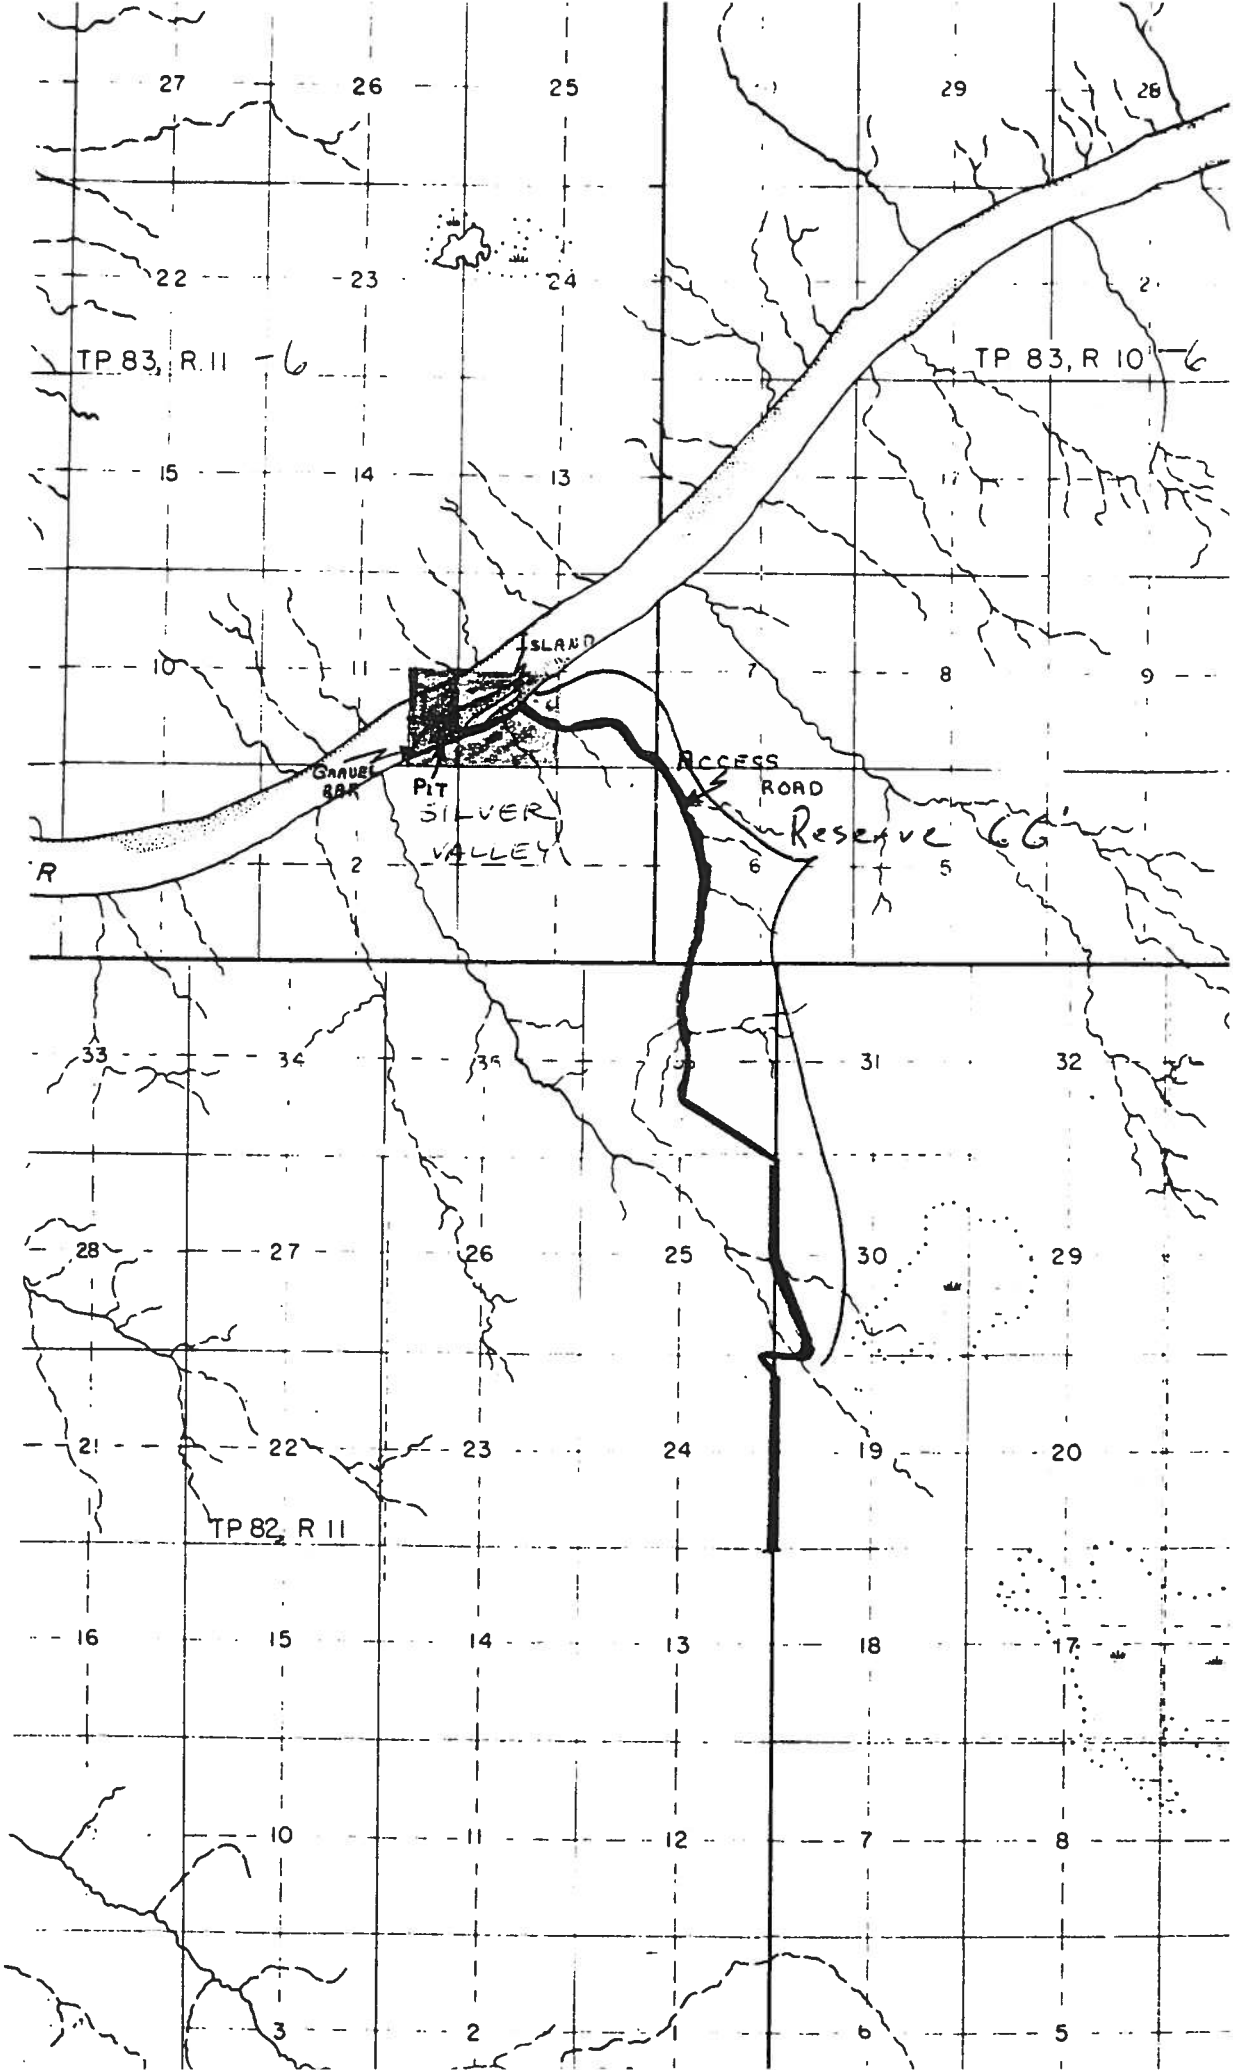 27 26 25 29 28
22 23 24 2
TP 83, R. 11 -6 TP 83, R 10 -6
15 14 13 17
ISLAND
10 11 7 8 9
ACCESS
ROAD
GRAVEL
BAR
PIT
SILVER
VALLEY
Reserve 66'
R 2 6 5
33 34 35 31 32
28 27 26 25 30 29
21 22 23 24 19 20
TP 82, R 11
16 15 14 13 18 17
10 11 12 7 8
3 2 6 5